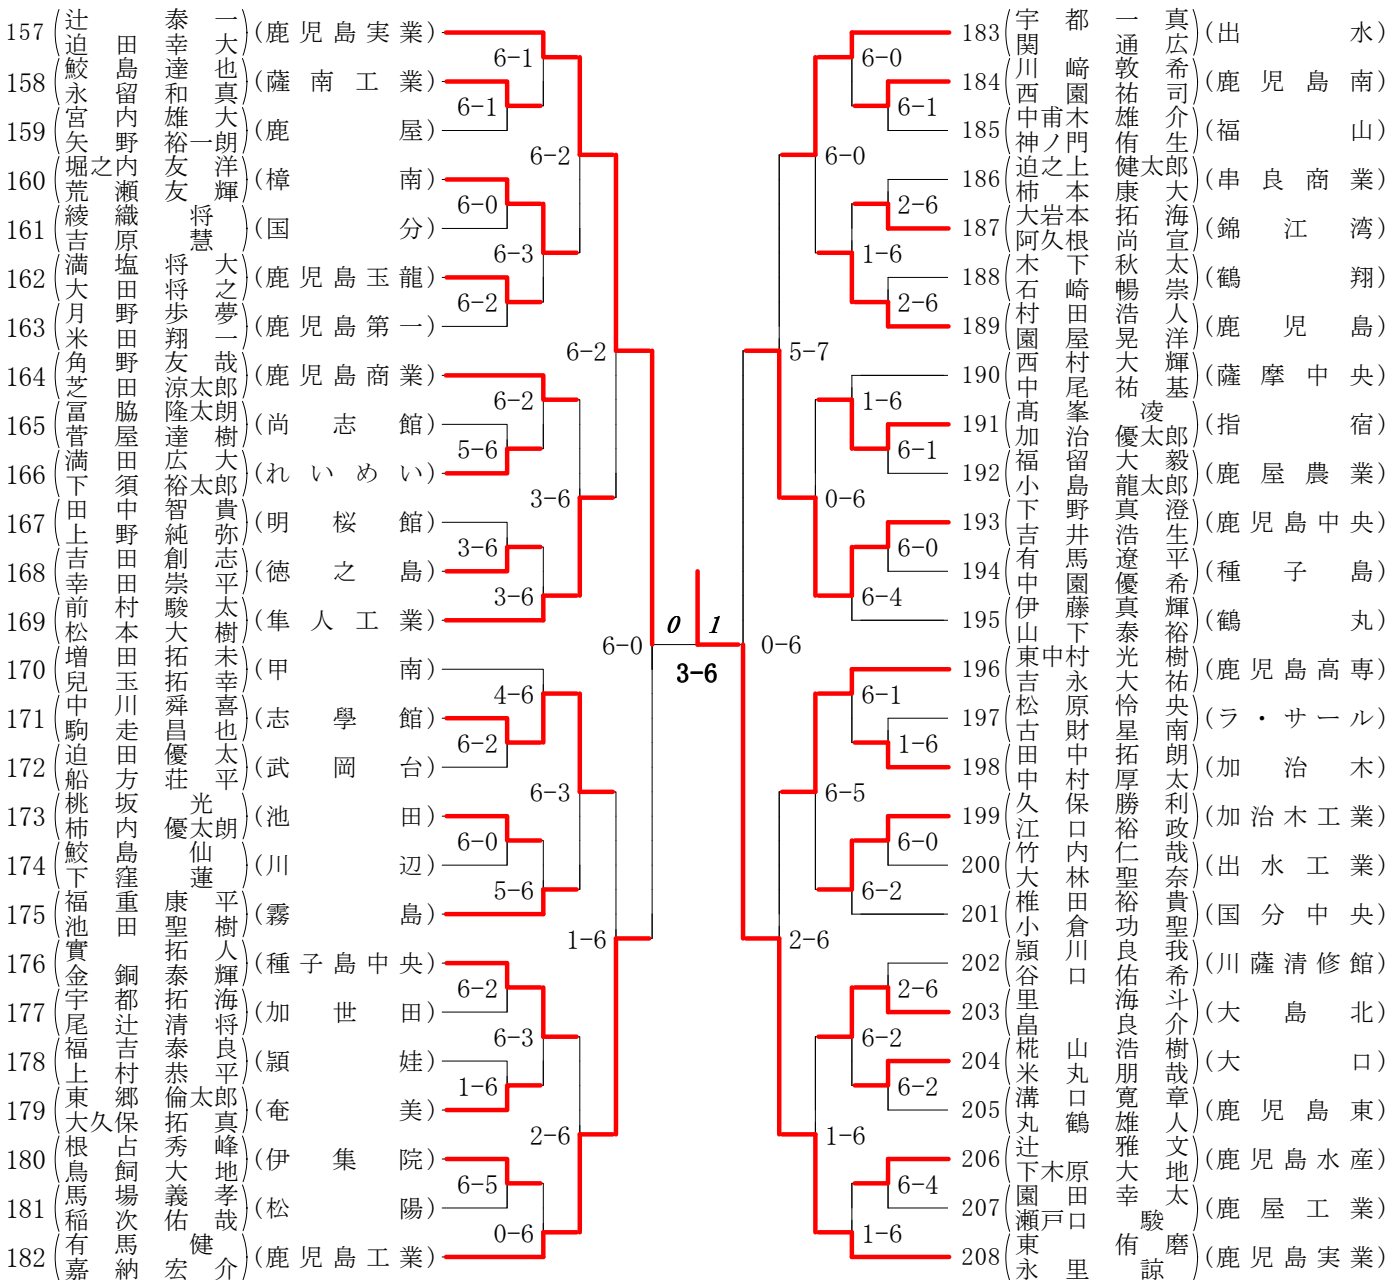 157 辻 泰一 迫田幸大 (鹿児島実業)
158 鮫島達也 永留和真 (薩南工業)
159 宮内雄大 矢野裕一朗 (鹿屋)
160 堀之内友洋 荒瀬友輝 (樟南)
161 綾織将 吉原慧 (国分)
162 満塩将大 大田将之 (鹿児島玉龍)
163 月野歩夢 米田翔一 (鹿児島第一)
164 角野友哉 芝田涼太郎 (鹿児島商業)
165 冨脇隆太朗 菅屋達樹 (尚志館)
166 満田広大 下須裕太郎 (れいめい)
167 田中智貴 上野純弥 (明桜館)
168 吉田創志 幸田崇平 (徳之島)
169 前村駿太 松本大樹 (隼人工業)
170 増田拓未 兒玉拓幸 (甲南)
171 中川舜喜 駒走昌也 (志學館)
172 迫田優太 船方荘平 (武岡台)
173 桃坂光 柿内優太朗 (池田)
174 鮫島仙 下窪蓮 (川辺)
175 福重康平 池田聖樹 (霧島)
176 實拓人 金銅泰輝 (種子島中央)
177 宇都拓海 尾辻清将 (加世田)
178 福吉泰良 上村恭平 (頴娃)
179 東郷倫太郎 大久保拓真 (奄美)
180 根占秀峰 鳥飼大地 (伊集院)
181 馬場義孝 稲次佑哉 (松陽)
182 有馬健 嘉納宏介 (鹿児島工業)
6-1
6-1
6-2
6-0
6-3
6-2
6-2
6-2
5-6
3-6
3-6
3-6
6-0
4-6
6-2
6-3
6-0
5-6
1-6
6-2
6-3
1-6
2-6
6-5
0-6
0 1
3-6
6-0
6-1
6-0
2-6
1-6
2-6
5-7
1-6
6-1
0-6
6-0
6-4
0-6
6-1
1-6
6-5
6-0
6-2
2-6
2-6
6-2
6-2
1-6
6-4
1-6
183 宇都一真 関通広 (出水)
184 川﨑敦希 西園祐司 (鹿児島南)
185 中甫木雄介 神ノ門侑生 (福山)
186 迫之上健太郎 柿本康大 (串良商業)
187 大岩本拓海 阿久根尚宣 (錦江湾)
188 木下秋太 石崎暢崇 (鶴翔)
189 村田浩人 園屋晃洋 (鹿児島)
190 西村大輝 中尾祐基 (薩摩中央)
191 髙峯凌 加治優太郎 (指宿)
192 福留大毅 小島龍太郎 (鹿屋農業)
193 下野真澄 吉井浩生 (鹿児島中央)
194 有馬遼平 中園優希 (種子島)
195 伊藤真輝 山下泰裕 (鶴丸)
196 東中村光樹 吉永大祐 (鹿児島高専)
197 松原怜央 古財星南 (ラ・サール)
198 田中拓朗 中村厚太 (加治木)
199 久保勝利 江口裕政 (加治木工業)
200 竹内仁哉 大林聖奈 (出水工業)
201 椎田裕貴 小倉功聖 (国分中央)
202 頴川良我 谷口佑希 (川薩清修館)
203 里海斗 畠良介 (大島北)
204 椛山浩樹 米丸朋哉 (大口)
205 溝口寛章 丸鶴雄人 (鹿児島東)
206 辻雅文 下木原大地 (鹿児島水産)
207 園田幸太 瀬戸口駿 (鹿屋工業)
208 東侑磨 永里諒 (鹿児島実業)